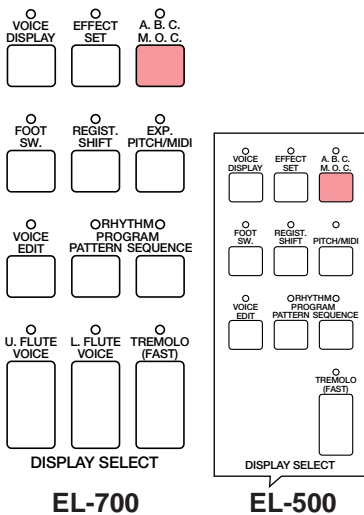 VOICE DISPLAY
EFFECT SET
A. B. C. M. O. C.
FOOT SW.
REGIST. SHIFT
EXP. PITCH/MIDI
VOICE EDIT
RHYTHM PROGRAM
PATTERN SEQUENCE
U. FLUTE VOICE
L. FLUTE VOICE
TREMOLO (FAST)
DISPLAY SELECT
EL-700
VOICE DISPLAY
EFFECT SET
A. B. C. M. O. C.
FOOT SW.
REGIST. SHIFT
PITCH/MIDI
VOICE EDIT
RHYTHM PROGRAM
PATTERN SEQUENCE
TREMOLO (FAST)
DISPLAY SELECT
EL-500